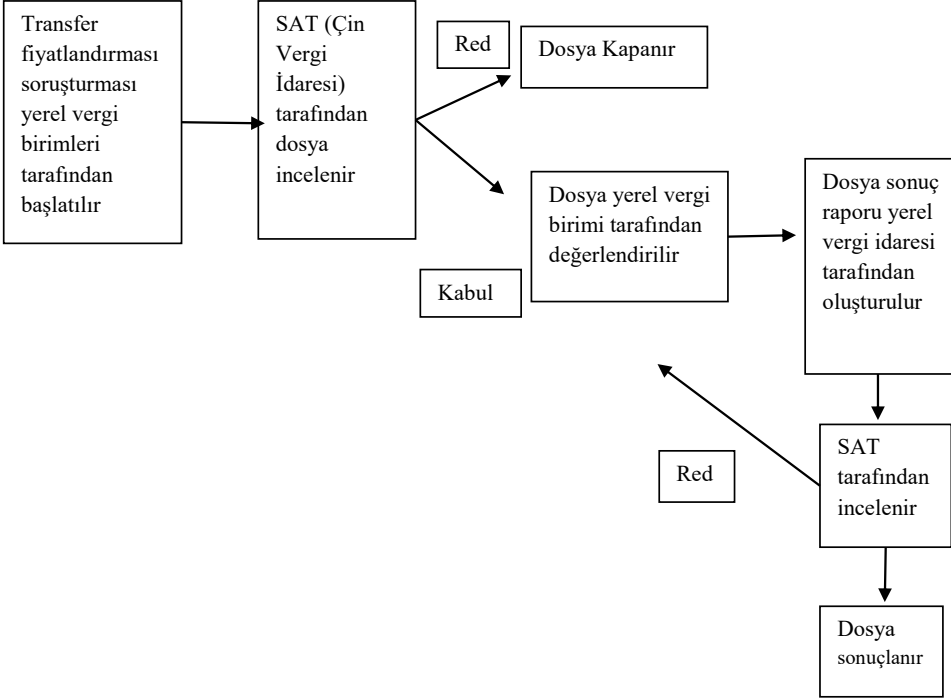 Transfer
fiyatlandırması
soruşturması
yerel vergi
birimleri
tarafından
başlatılır
SAT (Çin
Vergi
İdaresi)
tarafından
dosya
incelenir
Red
Dosya Kapanır
Kabul
Dosya yerel vergi
birimi tarafından
değerlendirilir
Dosya sonuç
raporu yerel
vergi idaresi
tarafından
oluşturulur
SAT
tarafından
incelenir
Red
Dosya
sonuçlanır